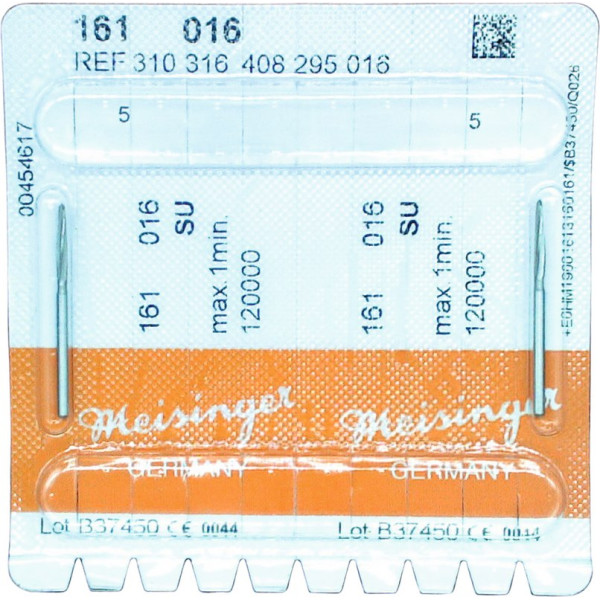 161 016
REF 310 316 408 295 016
5 5
00454617
161 016
SU
max.1min.
120000
161 016
SU
max.1min.
120000
Meisinger Meisinger
GERMANY GERMANY
Lot B37450 CE 0044 Lot B37450 CE 0044